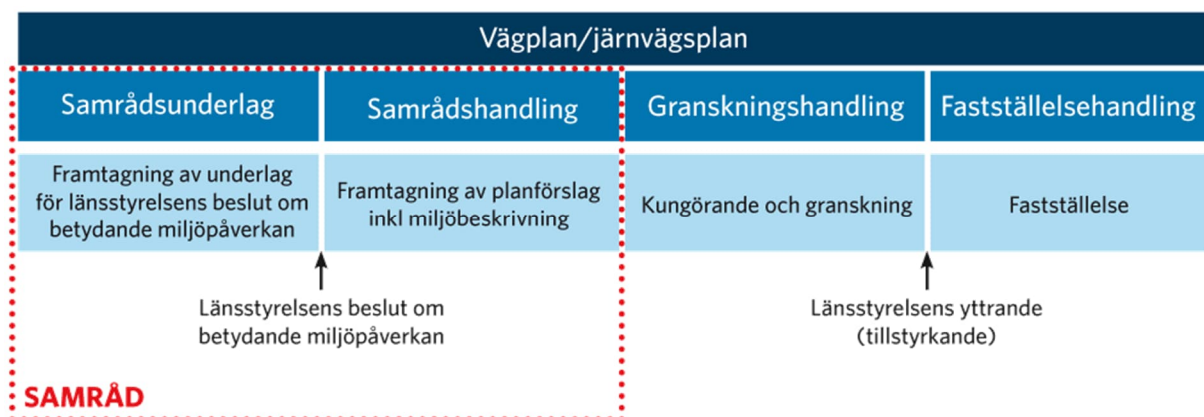 Vägplan/järnvägsplan
Samrådsunderlag
Samrådshandling
Granskningshandling
Fastställelsehandling
Framtagning av underlag
för länsstyrelsens beslut om
betydande miljöpåverkan
Framtagning av planförslag
inkl miljöbeskrivning
Kungörande och granskning
Fastställelse
Länsstyrelsens beslut om
betydande miljöpåverkan
Länsstyrelsens yttrande
(tillstyrkande)
SAMRÅD